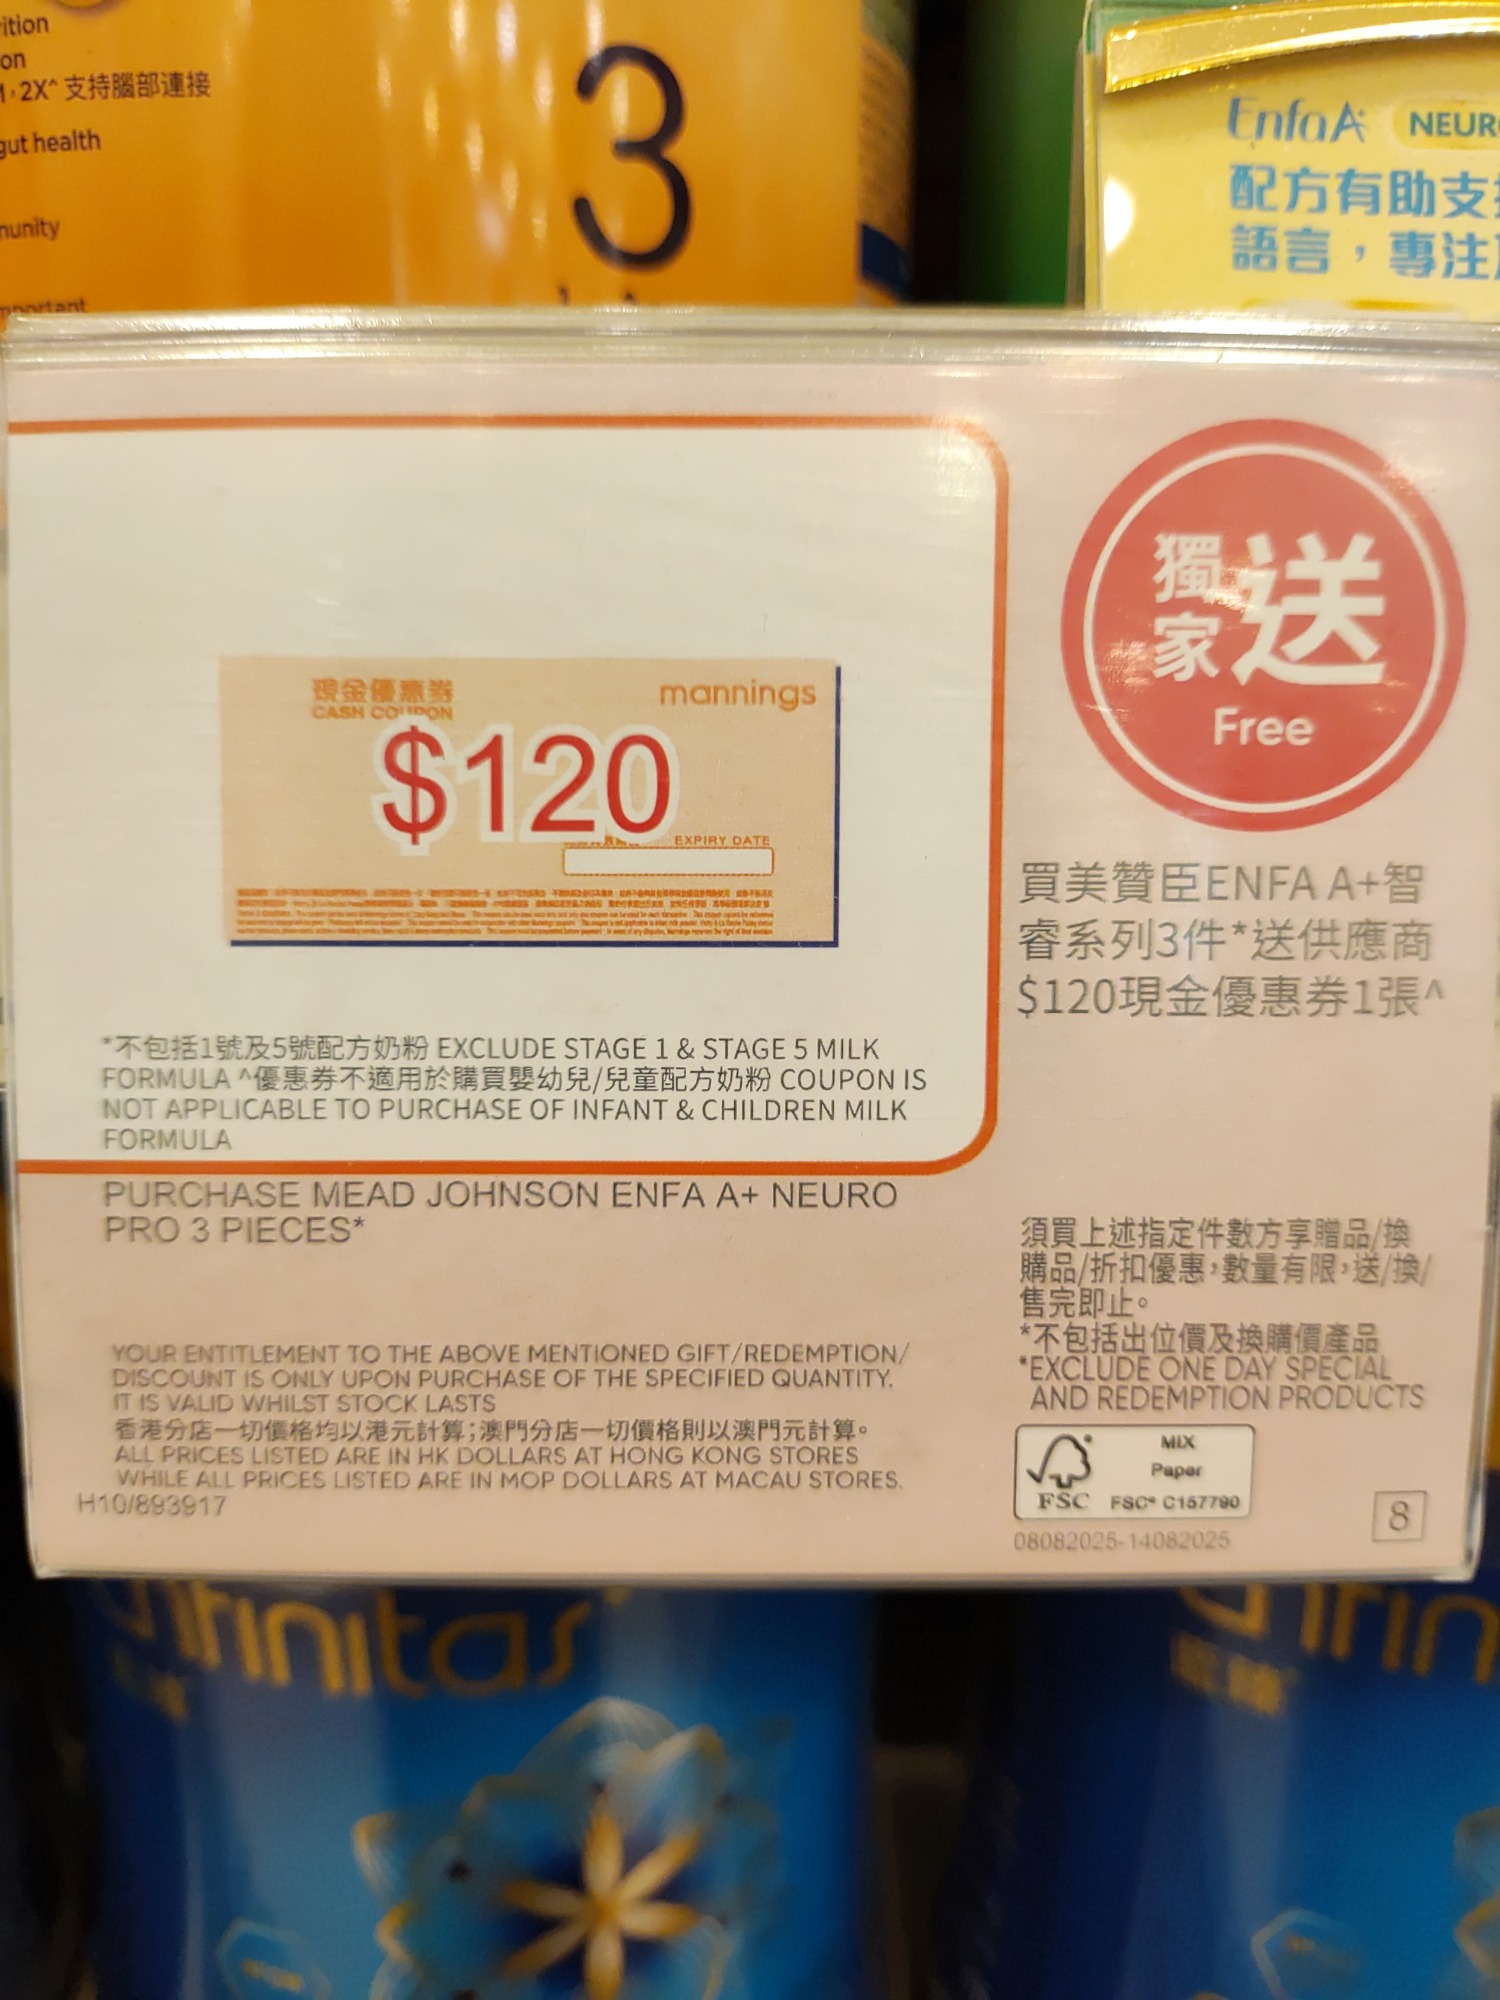 ition
on
2X^ 支持腦部連接
gut health
3
EnfaA+ NEUR
配方有助支
語言，專注
獨家送
Free
現金優惠券
CASH COUPON
mannings
$120
EXPIRY DATE
買美贊臣ENFA A+智
睿系列3件*送供應商
$120現金優惠券1張^
*不包括1號及5號配方奶粉 EXCLUDE STAGE 1 & STAGE 5 MILK
FORMULA ^優惠券不適用於購買嬰幼兒/兒童配方奶粉 COUPON IS
NOT APPLICABLE TO PURCHASE OF INFANT & CHILDREN MILK
FORMULA
PURCHASE MEAD JOHNSON ENFA A+ NEURO
PRO 3 PIECES*
須買上述指定件數方享贈品/換
購品/折扣優惠，數量有限，送/換/
售完即止。
*不包括出位價及換購價產品
*EXCLUDE ONE DAY SPECIAL
AND REDEMPTION PRODUCTS
YOUR ENTITLEMENT TO THE ABOVE MENTIONED GIFT/REDEMPTION/
DISCOUNT IS ONLY UPON PURCHASE OF THE SPECIFIED QUANTITY.
IT IS VALID WHILST STOCK LASTS
香港分店一切價格均以港元計算；澳門分店一切價格則以澳門元計算。
ALL PRICES LISTED ARE IN HK DOLLARS AT HONG KONG STORES
WHILE ALL PRICES LISTED ARE IN MOP DOLLARS AT MACAU STORES.
H10/893917
MIX
Paper
FSC FSC® C157790
08082025-14082025
8
finitas